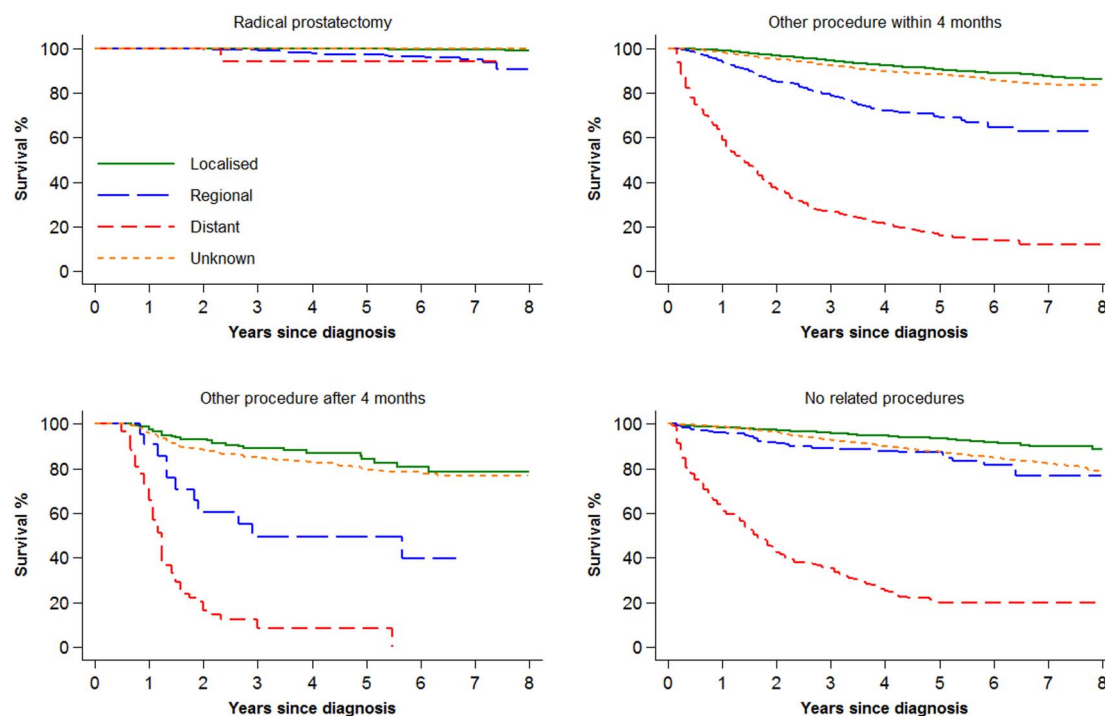 Radical prostatectomy
100
80
60
40
20
0
Survival %
Localised
Regional
Distant
Unknown
0 1 2 3 4 5 6 7 8
Years since diagnosis
Other procedure within 4 months
100
80
60
40
20
0
Survival %
0 1 2 3 4 5 6 7 8
Years since diagnosis
Other procedure after 4 months
100
80
60
40
20
0
Survival %
0 1 2 3 4 5 6 7 8
Years since diagnosis
No related procedures
100
80
60
40
20
0
Survival %
0 1 2 3 4 5 6 7 8
Years since diagnosis